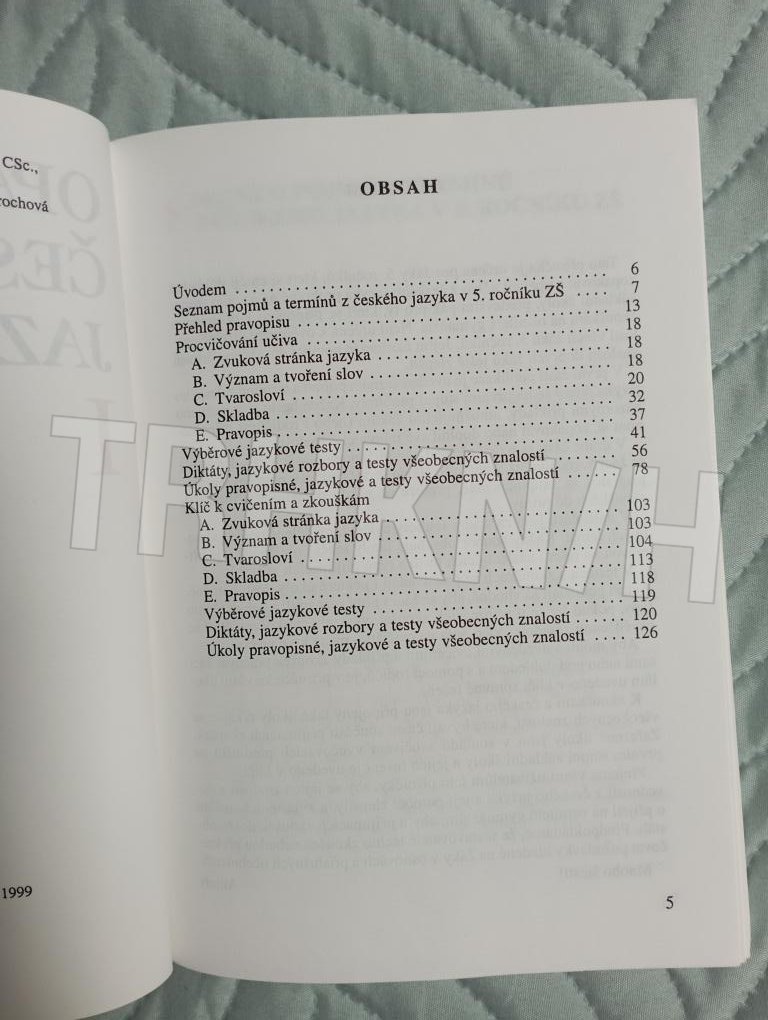 CSc.,
rochová
1999
OBSAH
Úvodem . . . . . . . . . . . . . . . . . . . . . . . . . . . . . . 6
Seznam pojmů a termínů z českého jazyka v 5. ročníku ZŠ . . . . 7
Přehled pravopisu . . . . . . . . . . . . . . . . . . . . . . . . . 13
Procvičování učiva . . . . . . . . . . . . . . . . . . . . . . . . 18
A. Zvuková stránka jazyka . . . . . . . . . . . . . . . . . . . 18
B. Význam a tvoření slov . . . . . . . . . . . . . . . . . . . . 18
C. Tvarosloví . . . . . . . . . . . . . . . . . . . . . . . . . . 20
D. Skladba . . . . . . . . . . . . . . . . . . . . . . . . . . . . 32
E. Pravopis . . . . . . . . . . . . . . . . . . . . . . . . . . . . 37
Výběrové jazykové testy . . . . . . . . . . . . . . . . . . . . . 41
Diktáty, jazykové rozbory a testy všeobecných znalostí . . . . . . 56
Úkoly pravopisné, jazykové a testy všeobecných znalostí . . . . . . 78
Klíč k cvičením a zkouškám
A. Zvuková stránka jazyka . . . . . . . . . . . . . . . . . . . 103
B. Význam a tvoření slov . . . . . . . . . . . . . . . . . . . . 103
C. Tvarosloví . . . . . . . . . . . . . . . . . . . . . . . . . . 104
D. Skladba . . . . . . . . . . . . . . . . . . . . . . . . . . . . 113
E. Pravopis . . . . . . . . . . . . . . . . . . . . . . . . . . . . 118
Výběrové jazykové testy . . . . . . . . . . . . . . . . . . . . . 119
Diktáty, jazykové rozbory a testy všeobecných znalostí . . . . . . 120
Úkoly pravopisné, jazykové a testy všeobecných znalostí . . . . 126
5